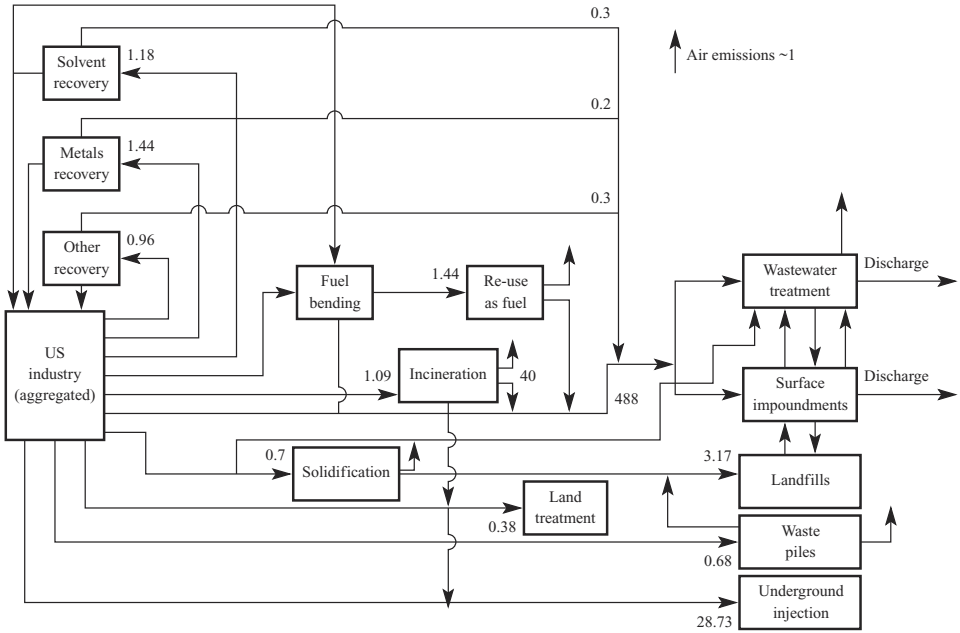 0.3
Air emissions ~1
Solvent
recovery
1.18
0.2
Metals
recovery
1.44
0.3
Other
recovery
0.96
Fuel
bending
1.44
Re-use
as fuel
Wastewater
treatment
Discharge
US
industry
(aggregated)
1.09
Incineration
40
488
Surface
impoundments
Discharge
0.7
Solidification
3.17
Landfills
Land
treatment
0.38
Waste
piles
0.68
Underground
injection
28.73